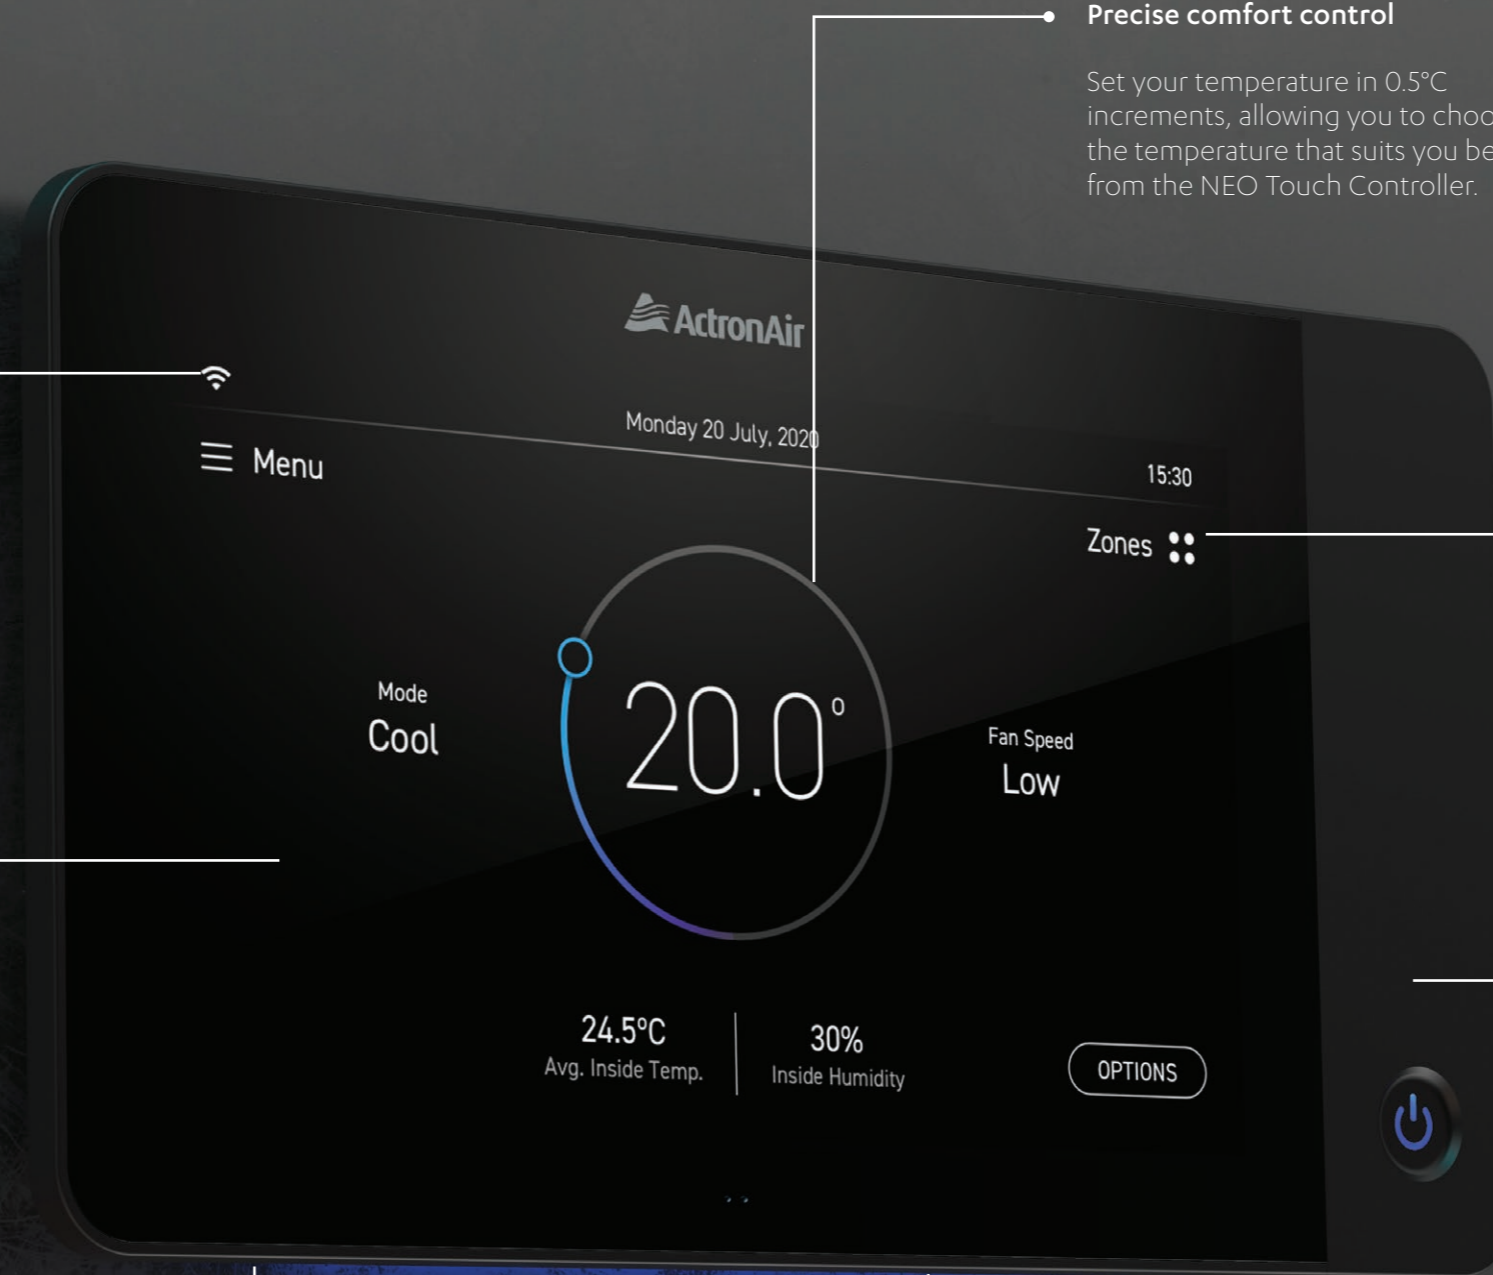 Precise comfort control
Set your temperature in 0.5°C
increments, allowing you to
the temperature that suits you
from the NEO Touch Controller.
ActronAir
Monday 20 July, 2020
15:30
Menu
Zones
Mode
Cool
20.0°
Fan Speed
Low
24.5°C
Avg. Inside Temp.
30%
Inside Humidity
OPTIONS